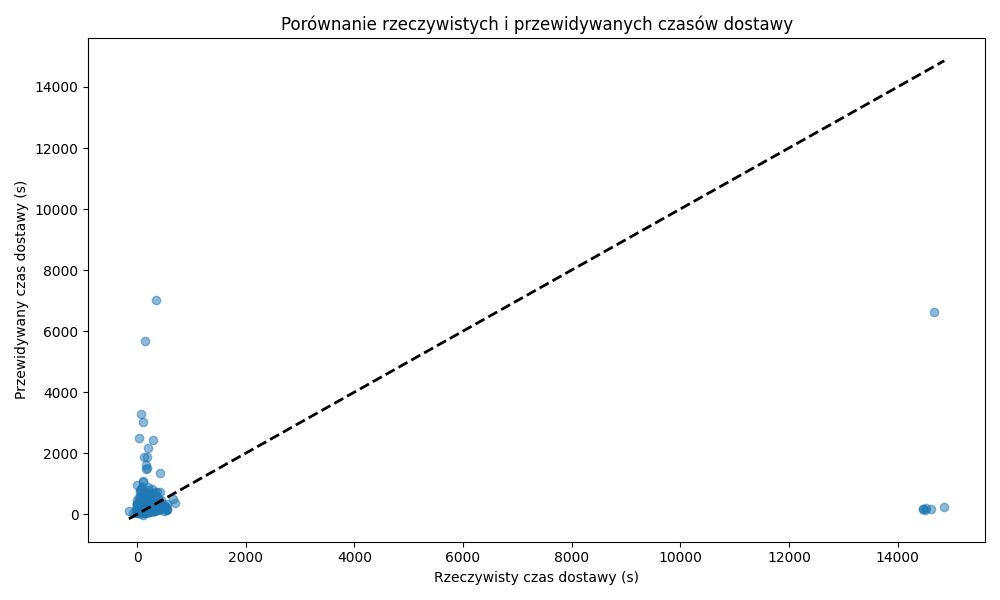 Porównanie rzeczywistych i przewidywanych czasów dostawy
Przewidywany czas dostawy (s)
14000
12000
10000
8000
6000
4000
2000
0
0 2000 4000 6000 8000 10000 12000 14000
Rzeczywisty czas dostawy (s)